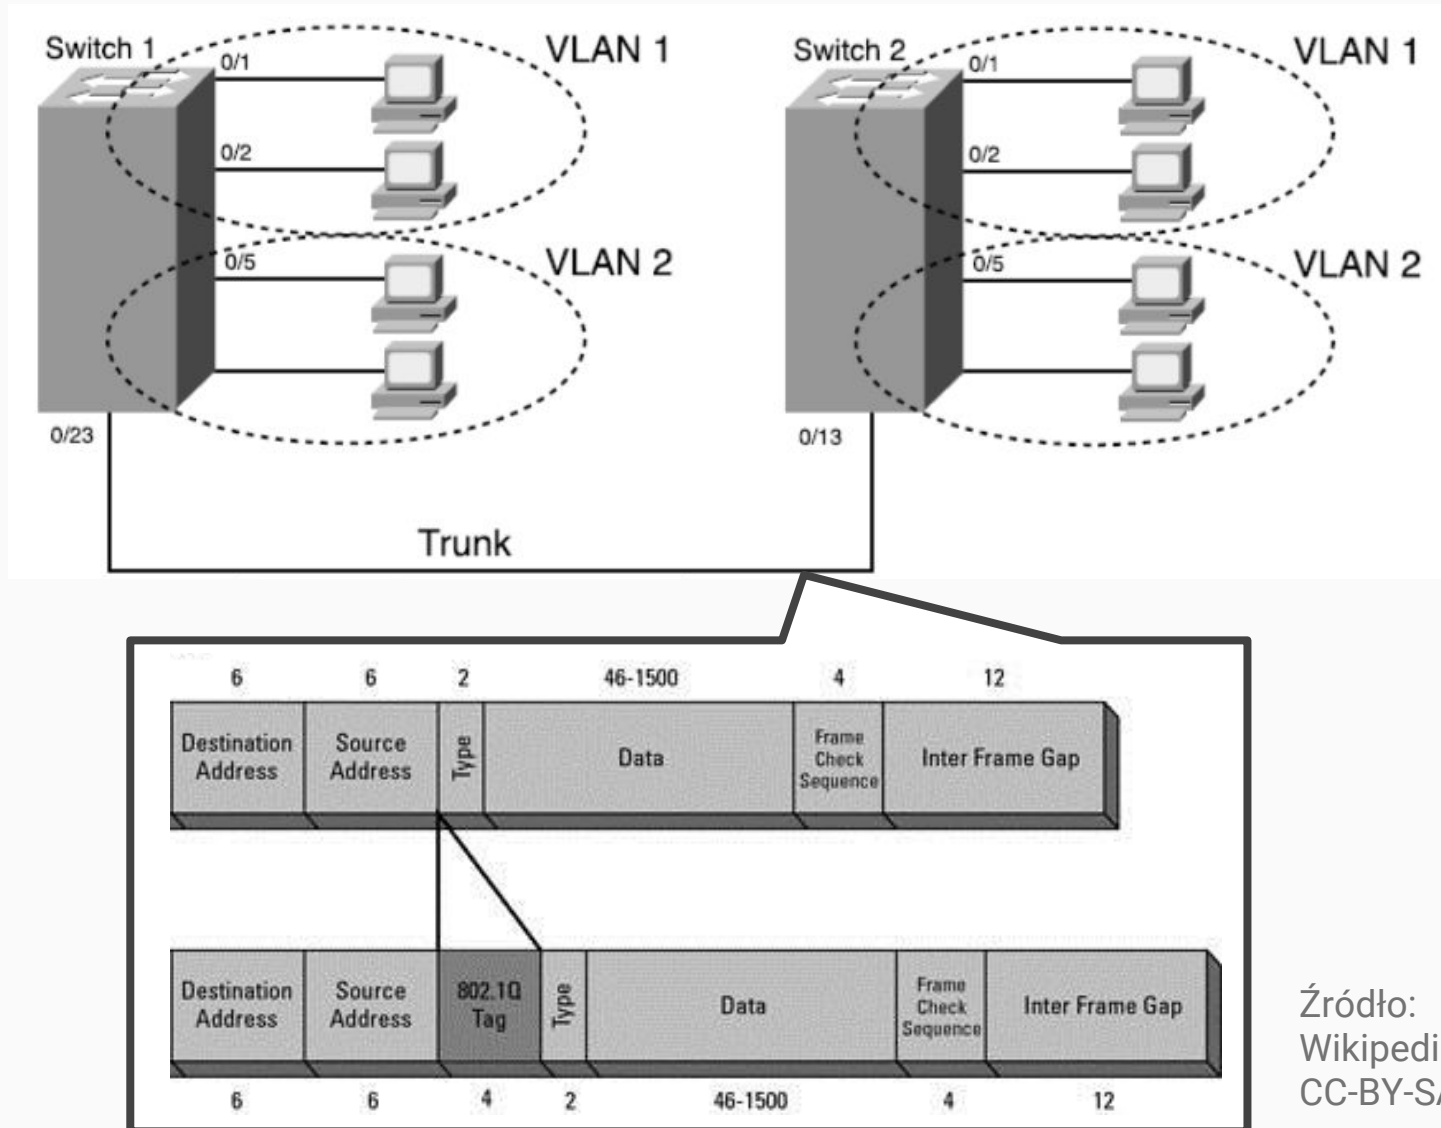 Switch 1
0/1
VLAN 1
0/2
0/5
VLAN 2
0/23
Switch 2
0/1
VLAN 1
0/2
0/5
VLAN 2
0/13
Trunk
6 6 2 46-1500 4 12
Destination
Address
Source
Address
Type
Data
Frame
Check
Sequence
Inter Frame Gap
Destination
Address
Source
Address
802.1Q
Tag
Type
Data
Frame
Check
Sequence
Inter Frame Gap
6 6 4 2 46-1500 4 12
Źródło:
Wikipedi
CC-BY-SA